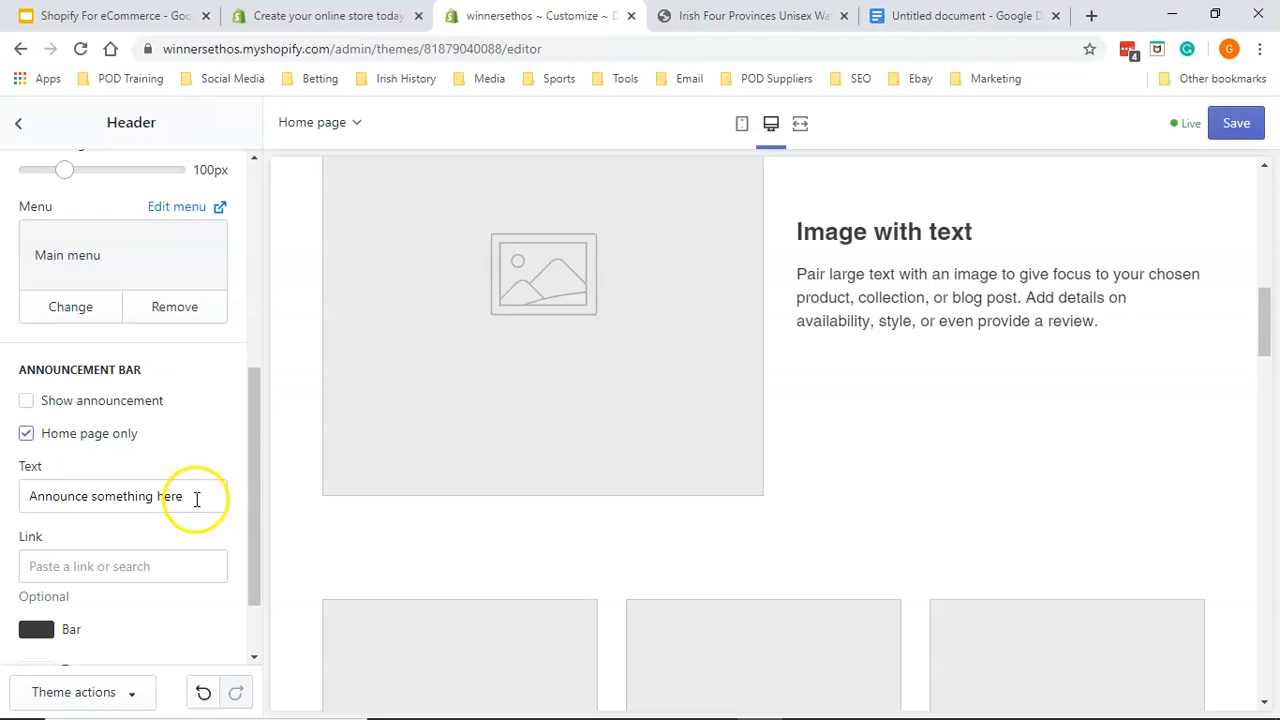 Shopify For eCommerce - Goo
Create your online store today
winnersethos ~ Customize ~ D
Irish Four Provinces Unisex Wa
Untitled document - Google D
winnersethos.myshopify.com/admin/themes/81879040088/editor
4
G
Apps
POD Training
Social Media
Betting
Irish History
Media
Sports
Tools
Email
POD Suppliers
SEO
Ebay
Marketing
Other bookmarks
Header
Home page
Live
Save
100px
Menu
Edit menu
Main menu
Change
Remove
ANNOUNCEMENT BAR
Show announcement
Home page only
Text
Announce something here
Link
Paste a link or search
Optional
Bar
Theme actions
Image with text
Pair large text with an image to give focus to your chosen
product, collection, or blog post. Add details on
availability, style, or even provide a review.